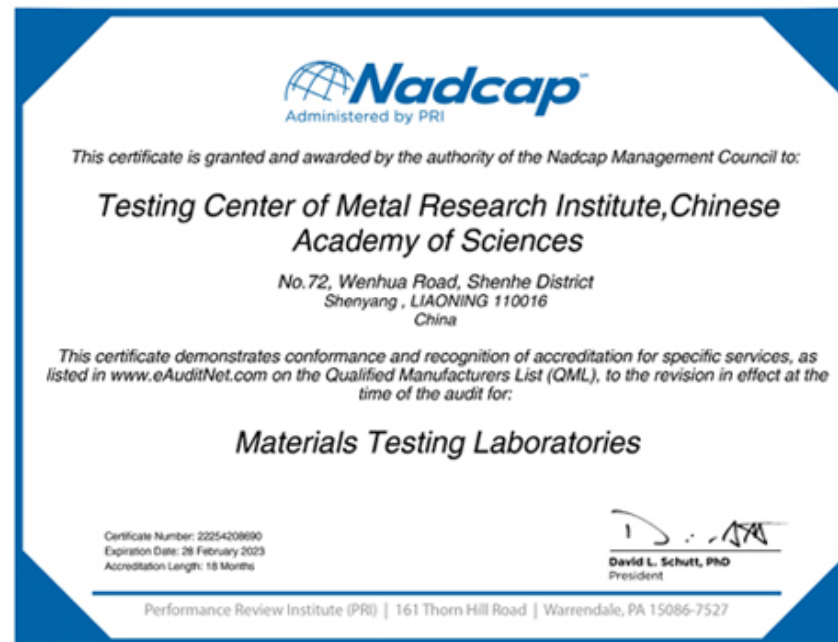 Nadcap
Administered by PRI
This certificate is granted and awarded by the authority of the Nadcap Management Council to:
Testing Center of Metal Research Institute,Chinese
Academy of Sciences
No.72, Wenhua Road, Shenhe District
Shenyang , LIAONING 110016
China
This certificate demonstrates conformance and recognition of accreditation for specific services, as
listed in www.eAuditNet.com on the Qualified Manufacturers List (QML), to the revision in effect at the
time of the audit for:
Materials Testing Laboratories
Certificate Number: 22254208690
Expiration Date: 28 February 2023
Accreditation Length: 18 Months
David L. Schutt, PhD
President
Performance Review Institute (PRI) | 161 Thorn Hill Road | Warrendale, PA 15086-7527